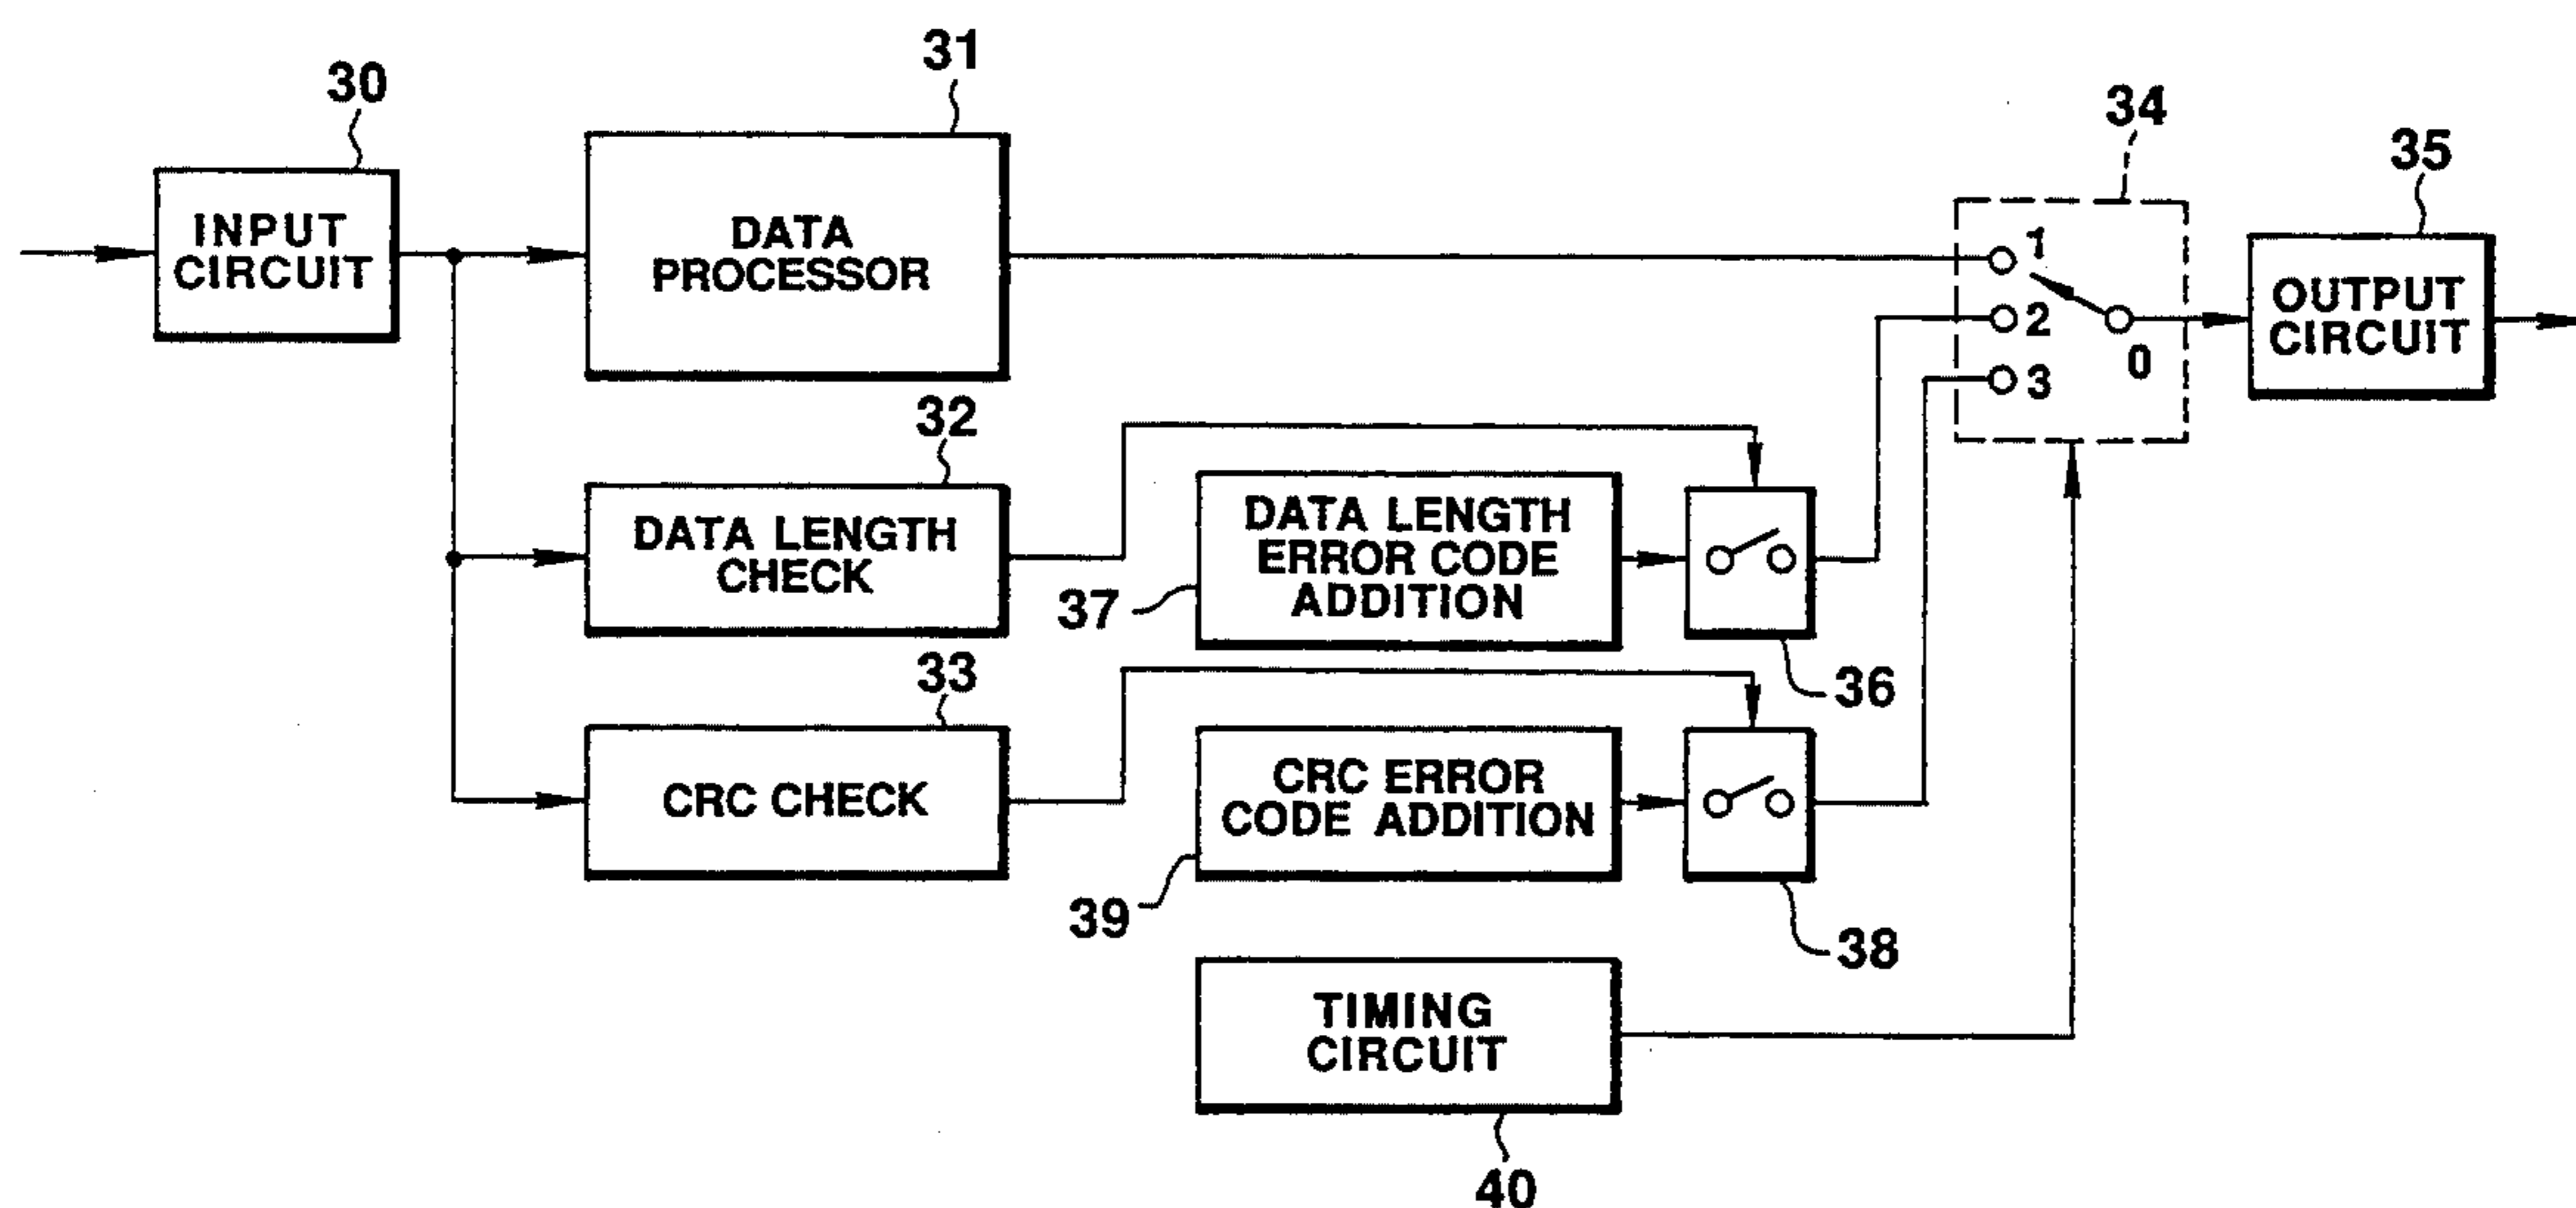 30
31
34
35
INPUT
CIRCUIT
DATA
PROCESSOR
1
2
3
0
OUTPUT
CIRCUIT
32
DATA LENGTH
CHECK
37
DATA LENGTH
ERROR CODE
ADDITION
36
33
CRC CHECK
39
CRC ERROR
CODE ADDITION
38
TIMING
CIRCUIT
40